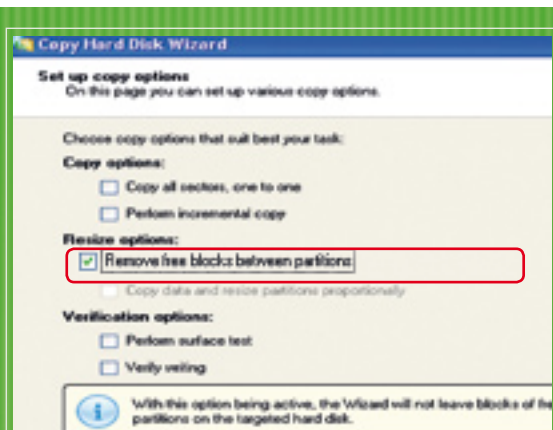 Copy Hard Disk Wizard
Set up copy options
On this page you can set up various copy options.
Choose copy options that suit best your task:
Copy options:
Copy all sectors, one to one
Perform incremental copy
Resize options:
Remove free blocks between partitions
Copy data and resize partitions proportionally
Verification options:
Perform surface test
Verify writing
With this option being active, the Wizard will not leave blocks of
partitions on the targeted hard disk.